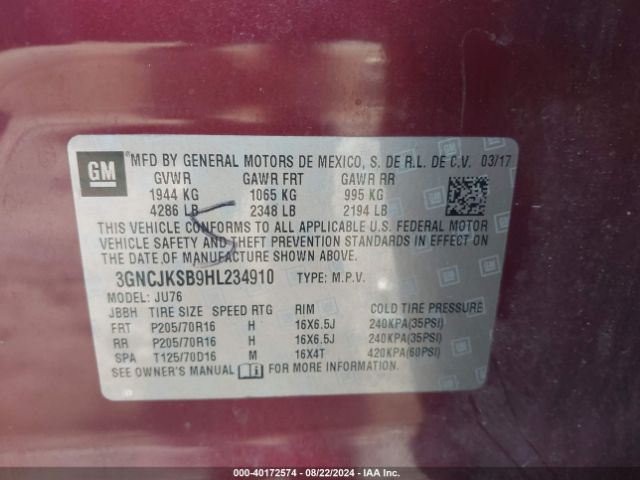 GM
MFD BY GENERAL MOTORS DE MEXICO, S. DE R.L. DE C.V. 03/17
GVWR GAWR FRT GAWR RR
1944 KG 1065 KG 995 KG
4286 LB 2348 LB 2194 LB
THIS VEHICLE CONFORMS TO ALL APPLICABLE U.S. FEDERAL MOTOR
VEHICLE SAFETY AND THEFT PREVENTION STANDARDS IN EFFECT ON
THE DATE OF MANUFACTURE SHOWN ABOVE.
3GNCJKSB9HL234910 TYPE: M.P.V.
MODEL: JU76
JBBH TIRE SIZE SPEED RTG RIM COLD TIRE PRESSURE
FRT P205/70R16 H 16X6.5J 240KPA(35PSI)
RR P205/70R16 H 16X6.5J 240KPA(35PSI)
SPA T125/70D16 M 16X4T 420KPA(60PSI)
SEE OWNER'S MANUAL FOR MORE INFORMATION.
000-40172574 - 08/22/2024 - IAA Inc.